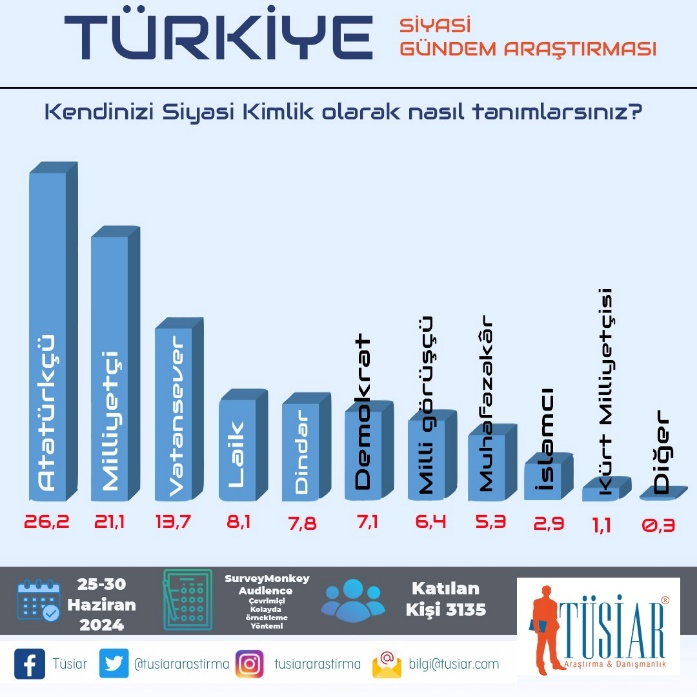 TÜRKİYE
SİYASİ
GÜNDEM ARAŞTIRMASI
Kendinizi Siyasi Kimlik olarak nasıl tanımlarsınız?
Atatürkçü
Milliyetçi
Vatansever
Laik
Dindar
Demokrat
Milli görüşçü
Muhafazakâr
İslamcı
Kürt Milliyetçisi
Diğer
26,2
21,1
13,7
8,1
7,8
7,1
6,4
5,3
2,9
1,1
0,3
25-30
Haziran
2024
SurveyMonkey
Audience
Çevrimiçi
Kolayda
örnekleme
Yöntemi
Katılan
Kişi 3135
TÜSİAR®
Araştırma & Danışmanlık
Tüsiar
@tusiararastirma
tusiararastırma
bilgi@tusiar.com